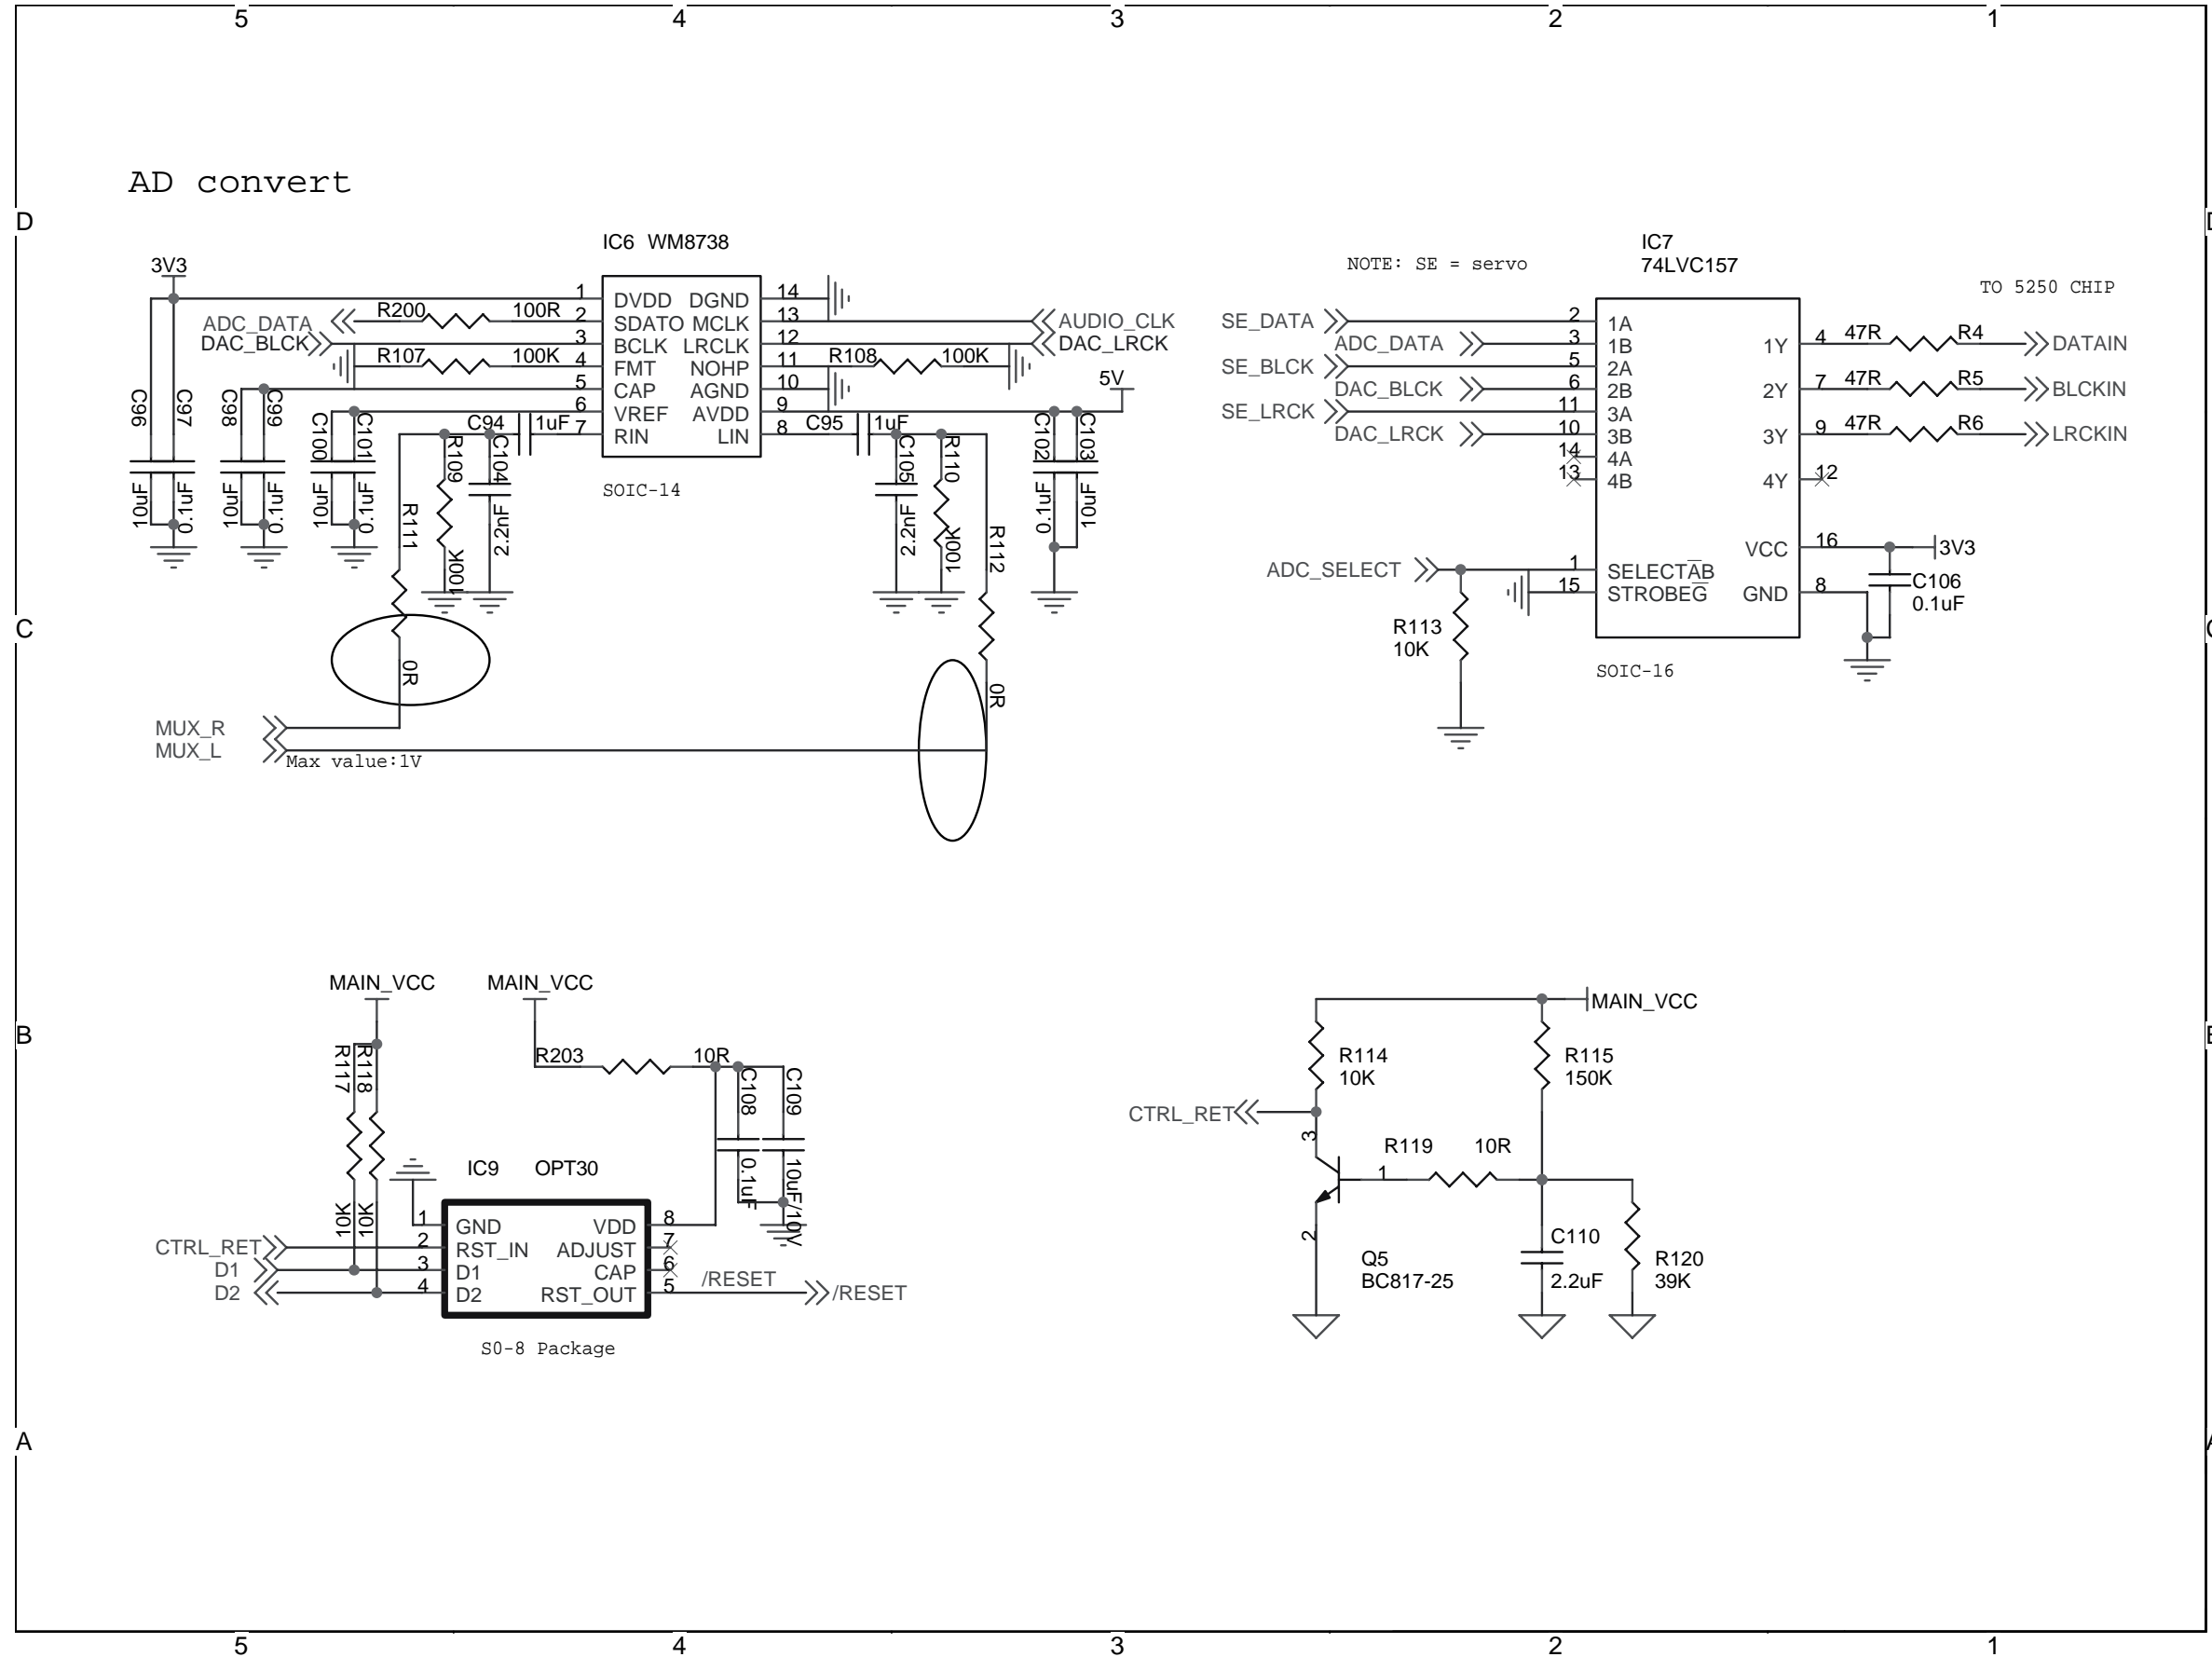 5 4 3 2 1
AD convert
D
D
IC6 WM8738
3V3
1 DVDD DGND 14
ADC_DATA R200 100R 2 SDATO MCLK 13 AUDIO_CLK
DAC_BLCK 3 BCLK LRCLK 12 DAC_LRCK
R107 100K 4 FMT NOHP 11 R108 100K
5 CAP AGND 10
5V
6 VREF AVDD 9
C94 1uF 7 RIN LIN 8 C95 1uF
SOIC-14
C96 10uF
C97 0.1uF
C98 10uF
C99 0.1uF
C100 10uF
C101 0.1uF
R109 100K
C104 2.2nF
C105 2.2nF
R110 100K
C102 0.1uF
C103 10uF
R111 0R
R112 0R
MUX_R
MUX_L
Max value:1V
NOTE: SE = servo
IC7
74LVC157
TO 5250 CHIP
SE_DATA 2 1A
ADC_DATA 3 1B
1Y 4 47R R4 DATAIN
SE_BLCK 5 2A
DAC_BLCK 6 2B
2Y 7 47R R5 BLCKIN
SE_LRCK 11 3A
DAC_LRCK 10 3B
3Y 9 47R R6 LRCKIN
14 4A
13 4B
4Y 12
VCC 16 3V3
ADC_SELECT 1 SELECTAB
15 STROBEG
GND 8
C106
0.1uF
R113
10K
SOIC-16
C
C
MAIN_VCC MAIN_VCC
B
B
R117 10K
R118 10K
R203 10R
C108 0.1uF
C109 10uF/10V
IC9 OPT30
1 GND VDD 8
CTRL_RET 2 RST_IN ADJUST 7
D1 3 D1 CAP 6
D2 4 D2 RST_OUT 5 /RESET /RESET
S0-8 Package
MAIN_VCC
R114
10K
R115
150K
CTRL_RET
3
R119 10R
1
2
Q5
BC817-25
C110
2.2uF
R120
39K
A
A
5 4 3 2 1